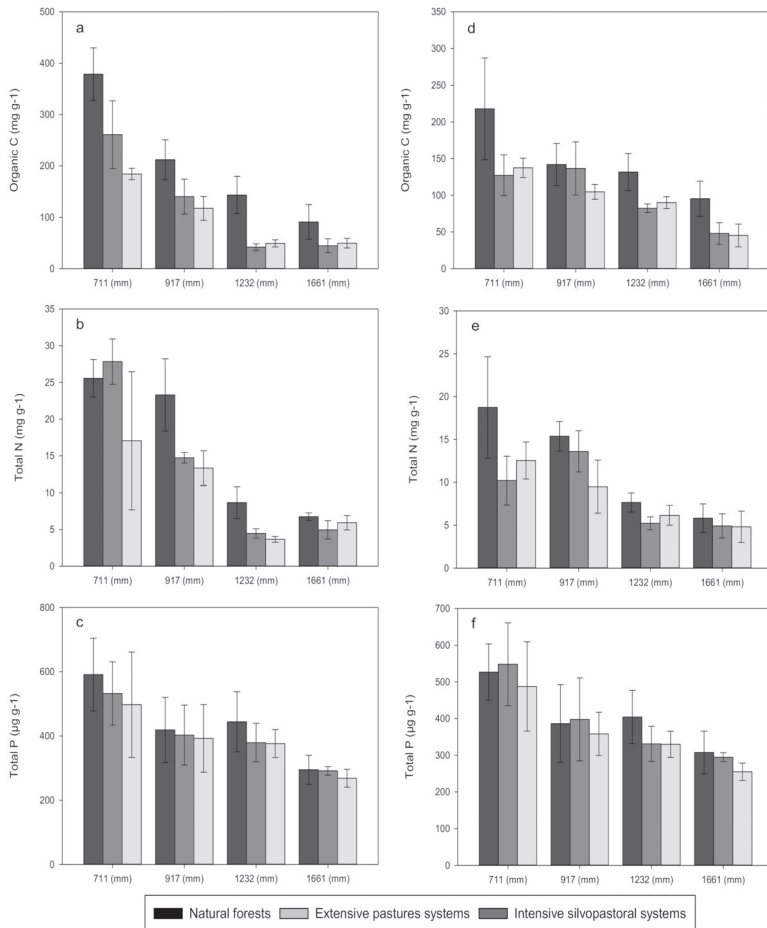 a
Organic C (mg g-1)
500
400
300
200
100
0
711 (mm) 917 (mm) 1232 (mm) 1661 (mm)
d
Organic C (mg g-1)
350
300
250
200
150
100
50
0
711 (mm) 917 (mm) 1232 (mm) 1661 (mm)
b
Total N (mg g-1)
35
30
25
20
15
10
5
0
711 (mm) 917 (mm) 1232 (mm) 1661 (mm)
e
Total N (mg g-1)
30
25
20
15
10
5
0
711 (mm) 917 (mm) 1232 (mm) 1661 (mm)
c
Total P (μg g-1)
800
600
400
200
0
711 (mm) 917 (mm) 1232 (mm) 1661 (mm)
f
Total P (μg g-1)
700
600
500
400
300
200
100
0
711 (mm) 917 (mm) 1232 (mm) 1661 (mm)
Natural forests Extensive pastures systems Intensive silvopastoral systems